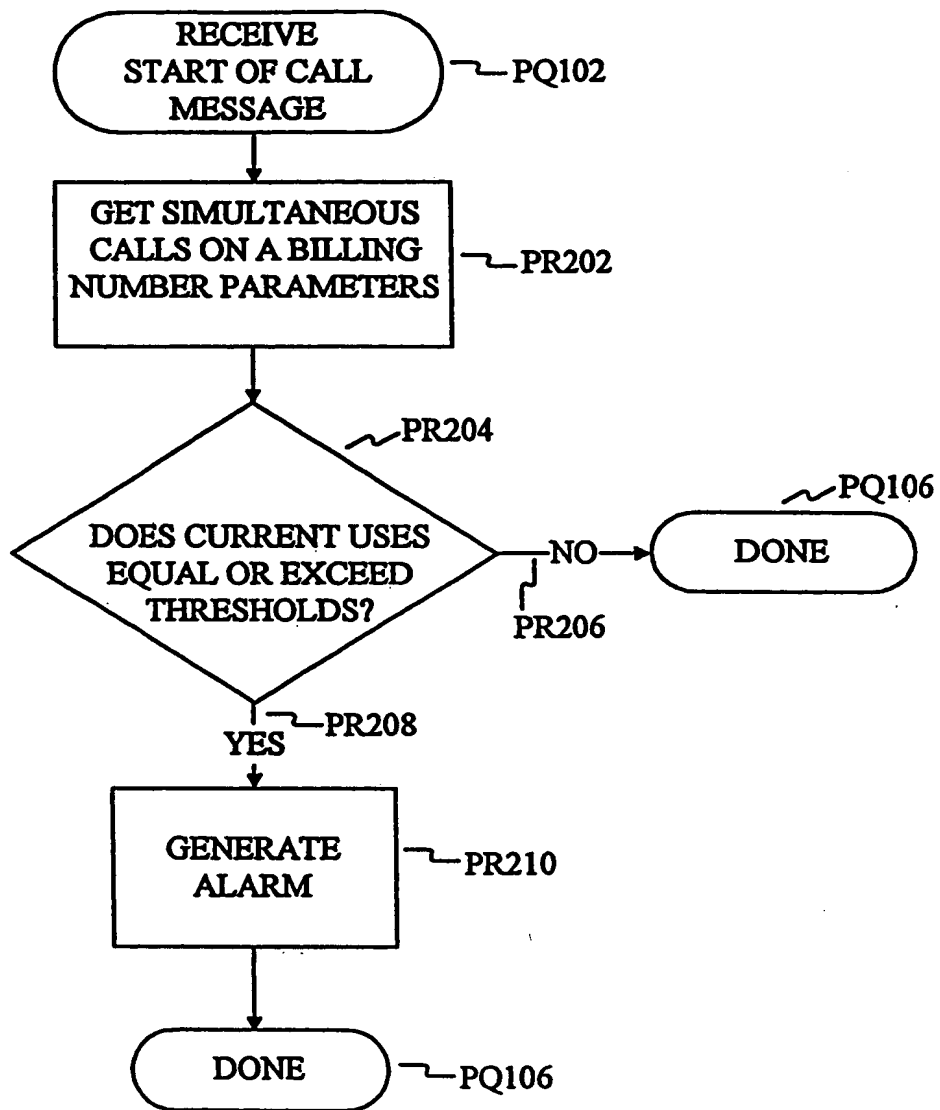 RECEIVE
START OF CALL
MESSAGE
PQ102
GET SIMULTANEOUS
CALLS ON A BILLING
NUMBER PARAMETERS
PR202
PR204
DOES CURRENT USES
EQUAL OR EXCEED
THRESHOLDS?
NO
PR206
PQ106
DONE
PR208
YES
GENERATE
ALARM
PR210
DONE
PQ106